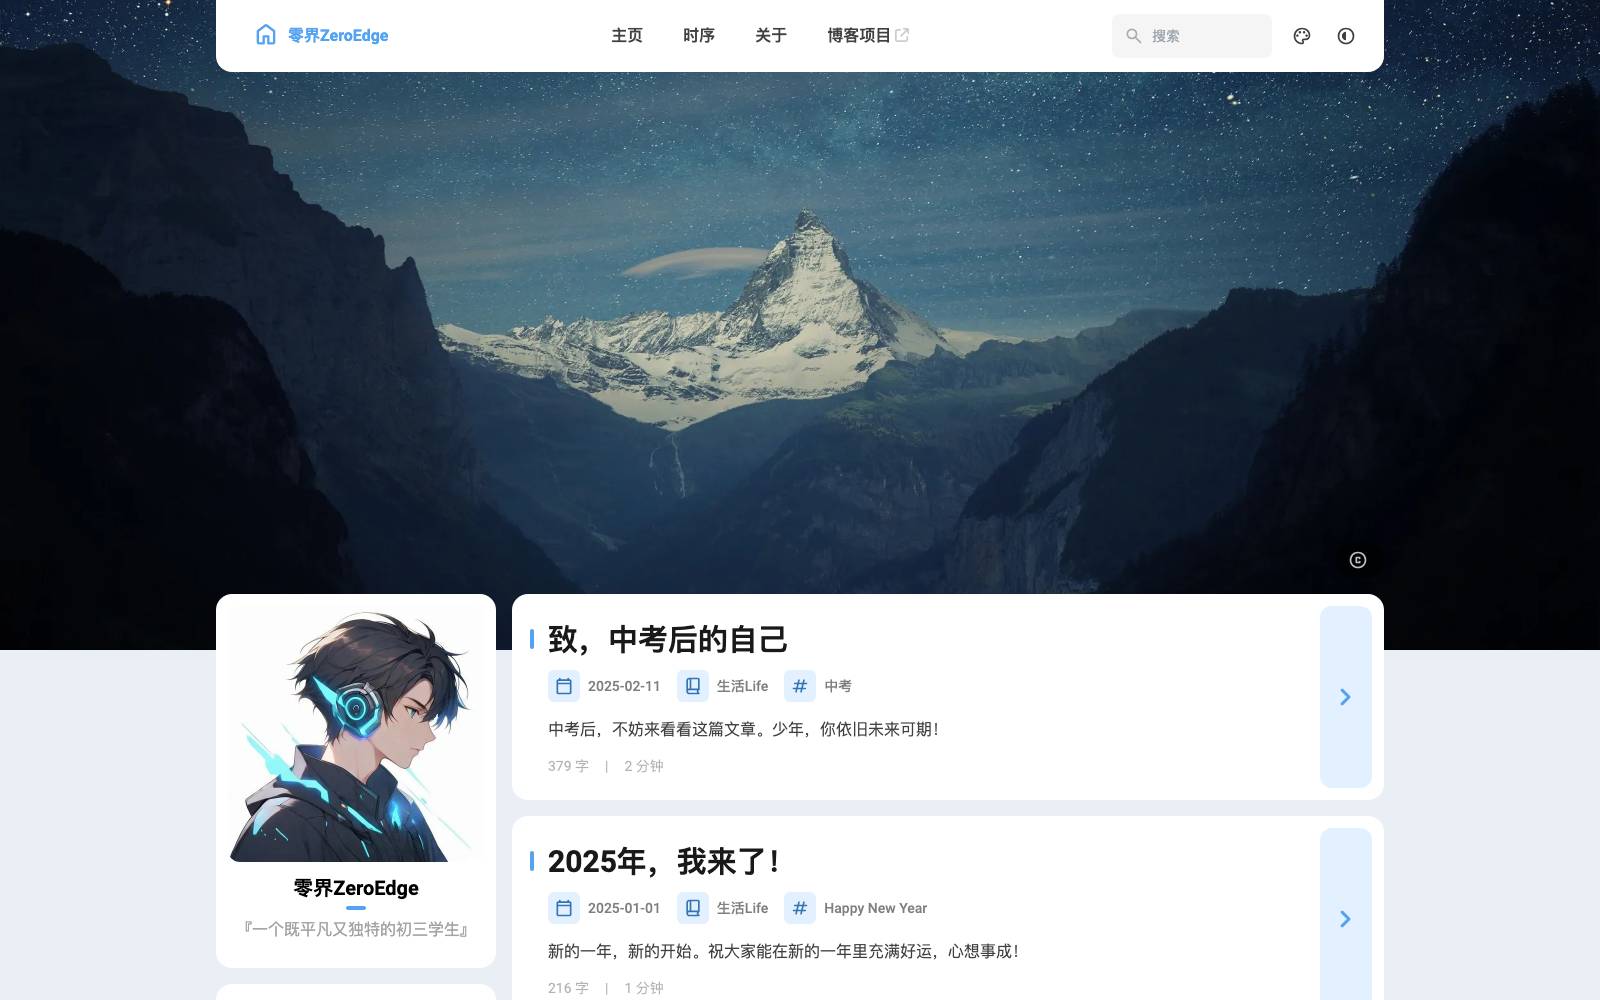 零界ZeroEdge
主页 时序 关于 博客项目
搜索
致，中考后的自己
2025-02-11 生活Life # 中考
中考后，不妨来看看这篇文章。少年，你依旧未来可期！
379 字 | 2 分钟
零界ZeroEdge
『一个既平凡又独特的初三学生』
2025年，我来了！
2025-01-01 生活Life # Happy New Year
新的一年，新的开始。祝大家能在新的一年里充满好运，心想事成！
216 字 | 1 分钟